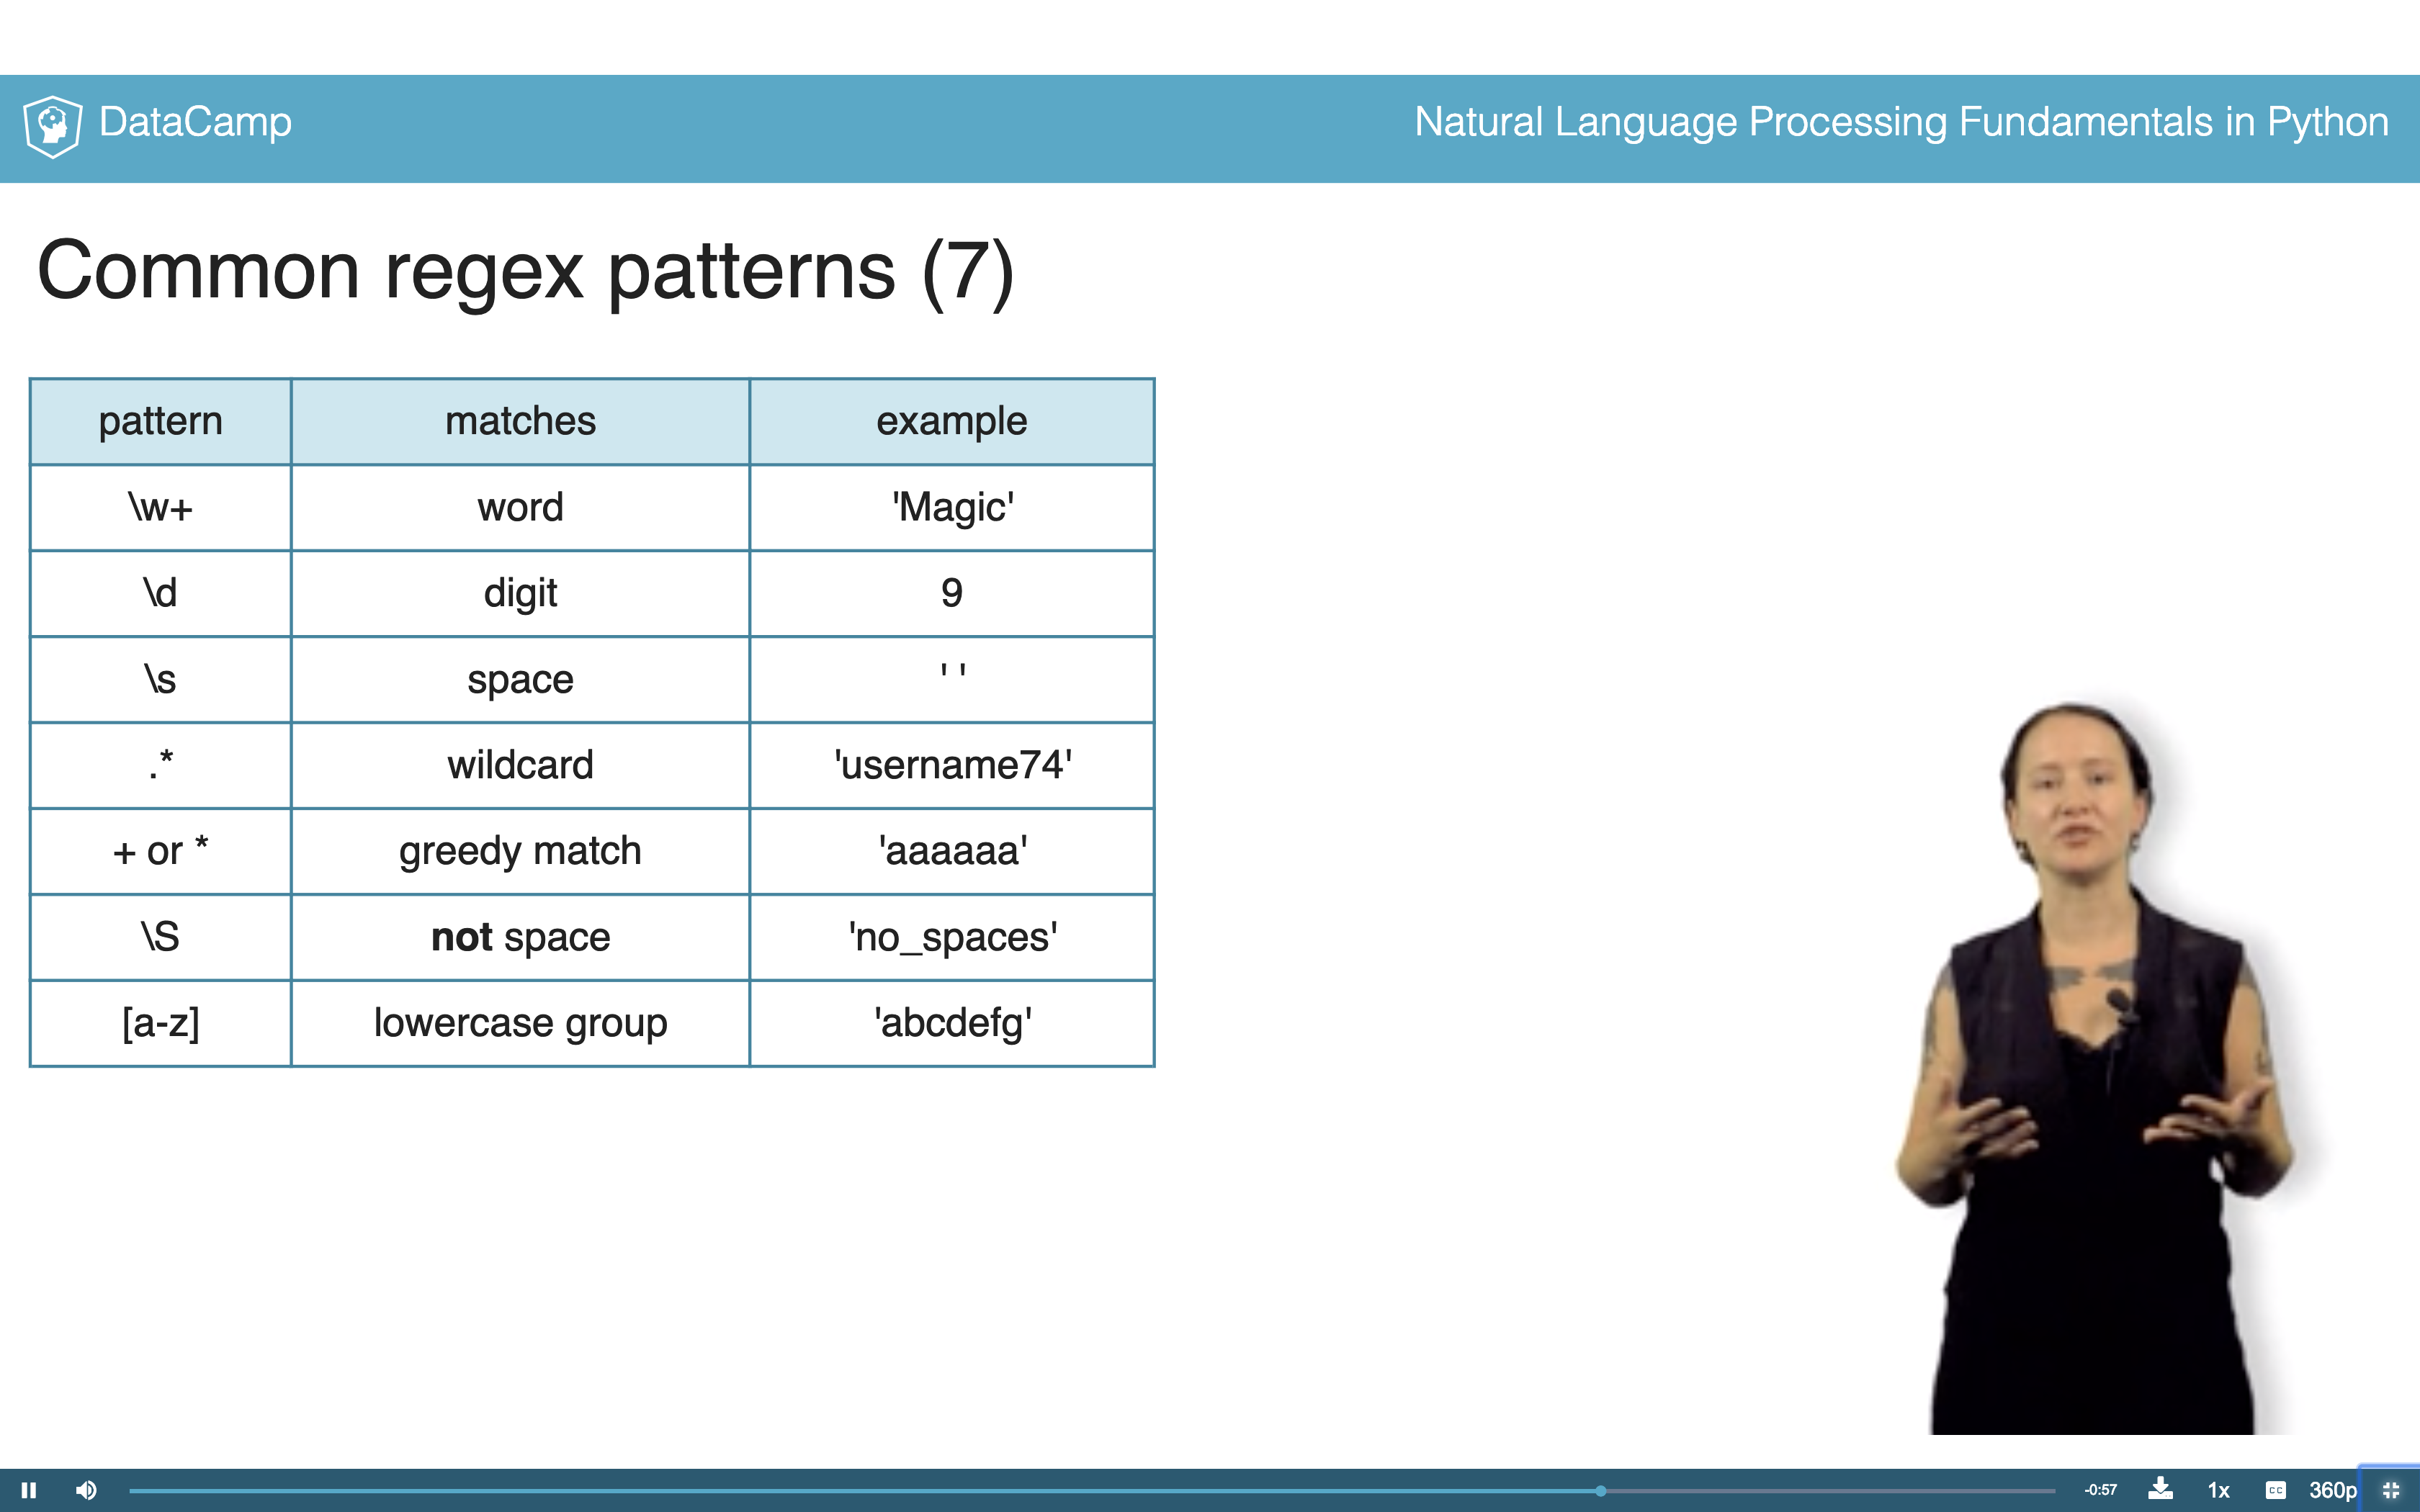 DataCamp
Natural Language Processing Fundamentals in Python
Common regex patterns (7)
pattern matches example
\w+ word 'Magic'
\d digit 9
\s space ' '
.* wildcard 'username74'
+ or * greedy match 'aaaaaa'
\S not space 'no_spaces'
[a-z] lowercase group 'abcdefg'
-0:57 1x CC 360p